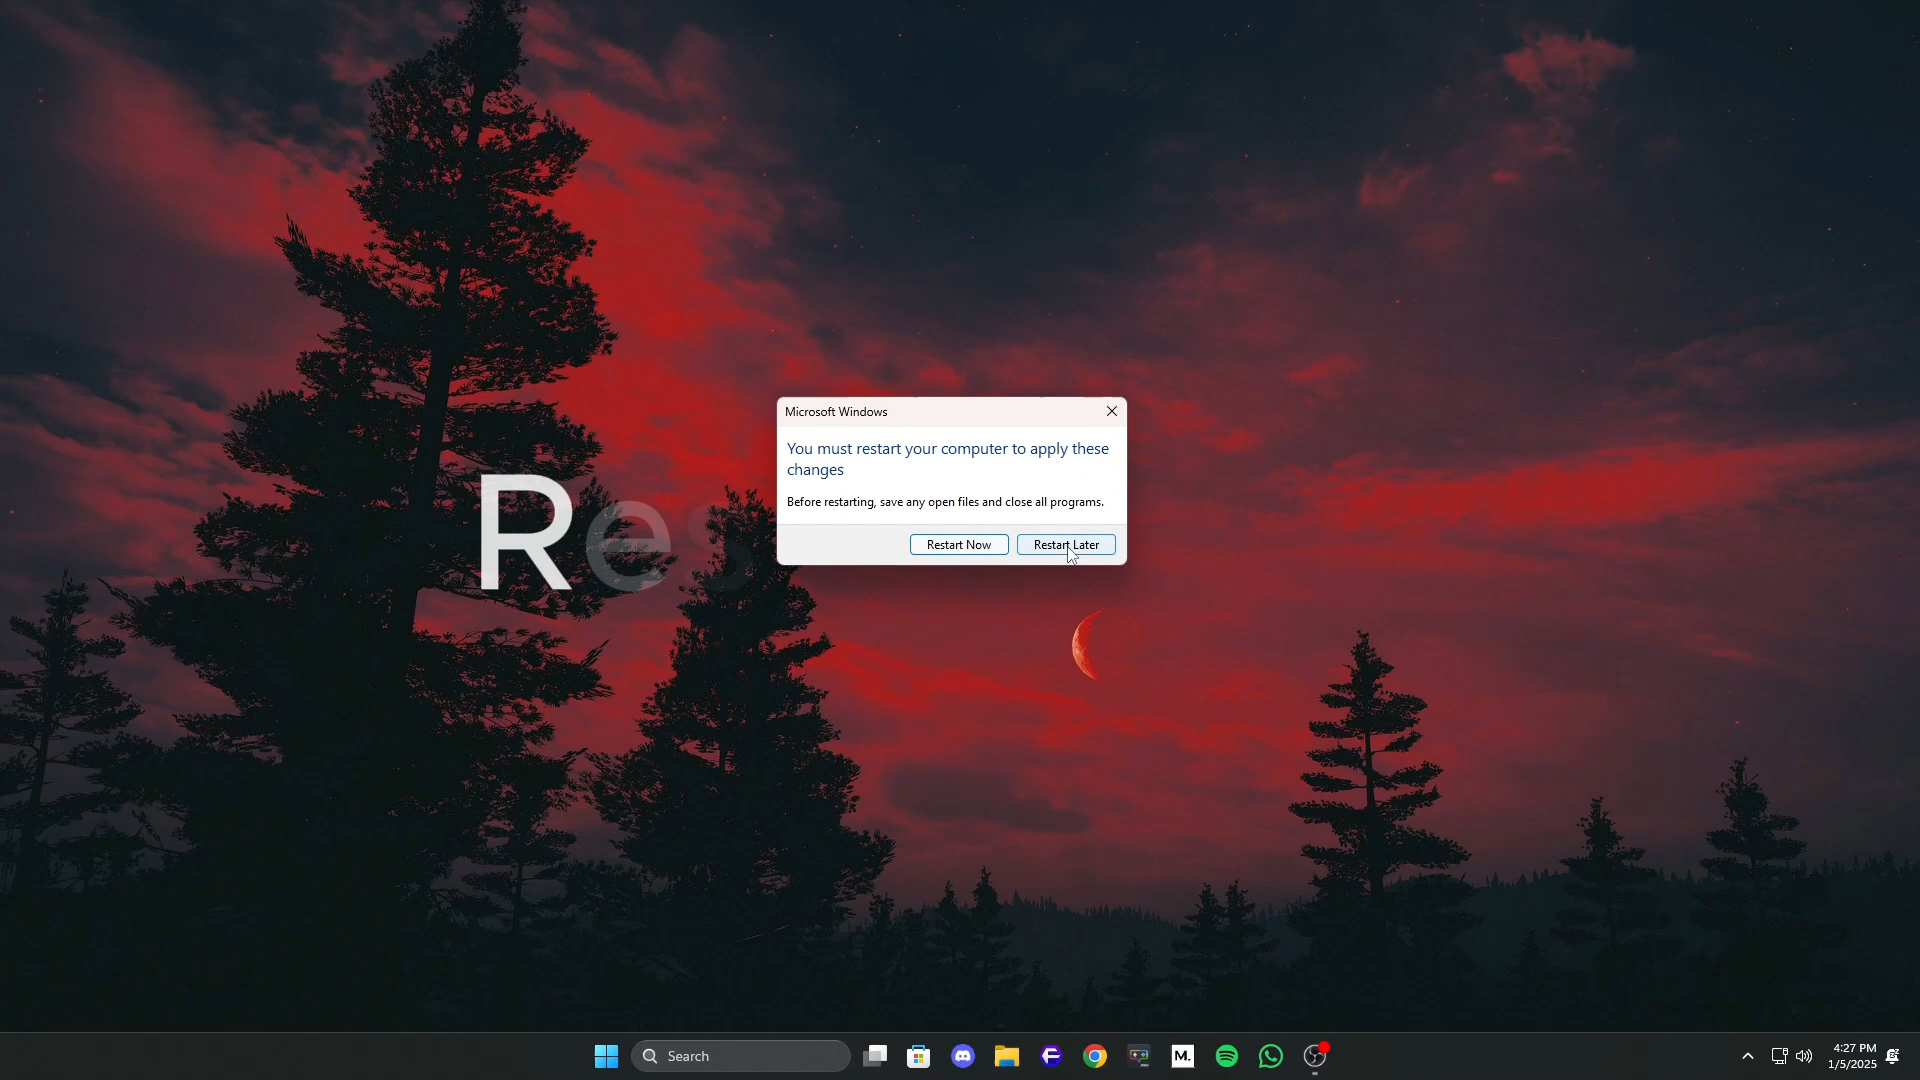 Microsoft Windows
You must restart your computer to apply these
changes
Before restarting, save any open files and close all programs.
Res
Restart Now
Restart Later
Search
M.
4:27 PM
1/5/2025